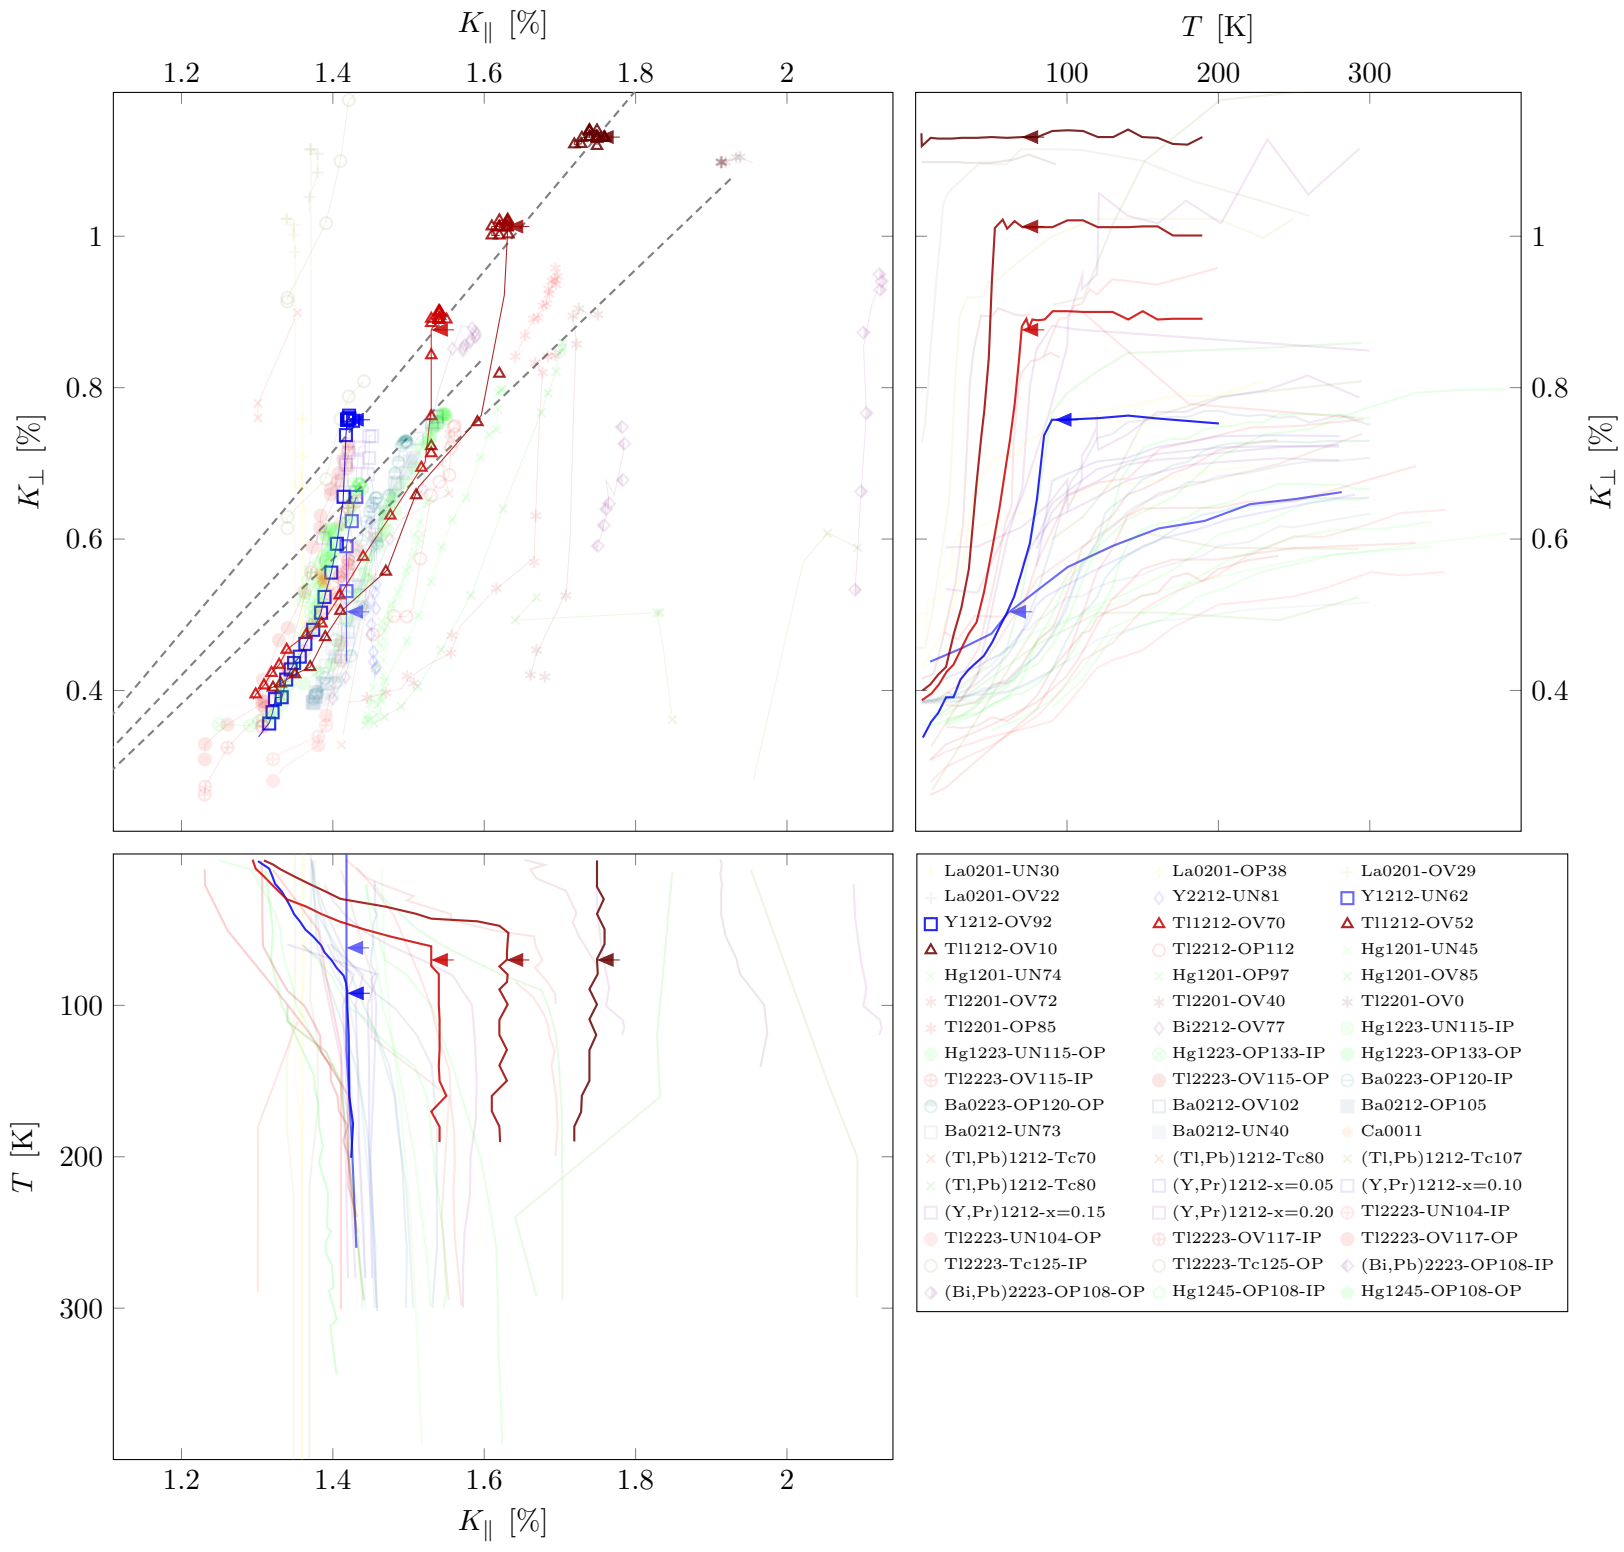 K∥ [%]
T [K]
1.2 1.4 1.6 1.8 2
100 200 300
1
0.8
0.6
0.4
K⊥ [%]
1
0.8
0.6
0.4
K⊥ [%]
100
200
300
T [K]
1.2 1.4 1.6 1.8 2
K∥ [%]
La0201-UN30 La0201-OP38 La0201-OV29
La0201-OV22 Y2212-UN81 Y1212-UN62
Y1212-OV92 Tl1212-OV70 Tl1212-OV52
Tl1212-OV10 Tl2212-OP112 Hg1201-UN45
Hg1201-UN74 Hg1201-OP97 Hg1201-OV85
Tl2201-OV72 Tl2201-OV40 Tl2201-OV0
Tl2201-OP85 Bi2212-OV77 Hg1223-UN115-IP
Hg1223-UN115-OP Hg1223-OP133-IP Hg1223-OP133-OP
Tl2223-OV115-IP Tl2223-OV115-OP Ba0223-OP120-IP
Ba0223-OP120-OP Ba0212-OV102 Ba0212-OP105
Ba0212-UN73 Ba0212-UN40 Ca0011
(Tl,Pb)1212-Tc70 (Tl,Pb)1212-Tc80 (Tl,Pb)1212-Tc107
(Tl,Pb)1212-Tc80 (Y,Pr)1212-x=0.05 (Y,Pr)1212-x=0.10
(Y,Pr)1212-x=0.15 (Y,Pr)1212-x=0.20 Tl2223-UN104-IP
Tl2223-UN104-OP Tl2223-OV117-IP Tl2223-OV117-OP
Tl2223-Tc125-IP Tl2223-Tc125-OP (Bi,Pb)2223-OP108-IP
(Bi,Pb)2223-OP108-OP Hg1245-OP108-IP Hg1245-OP108-OP